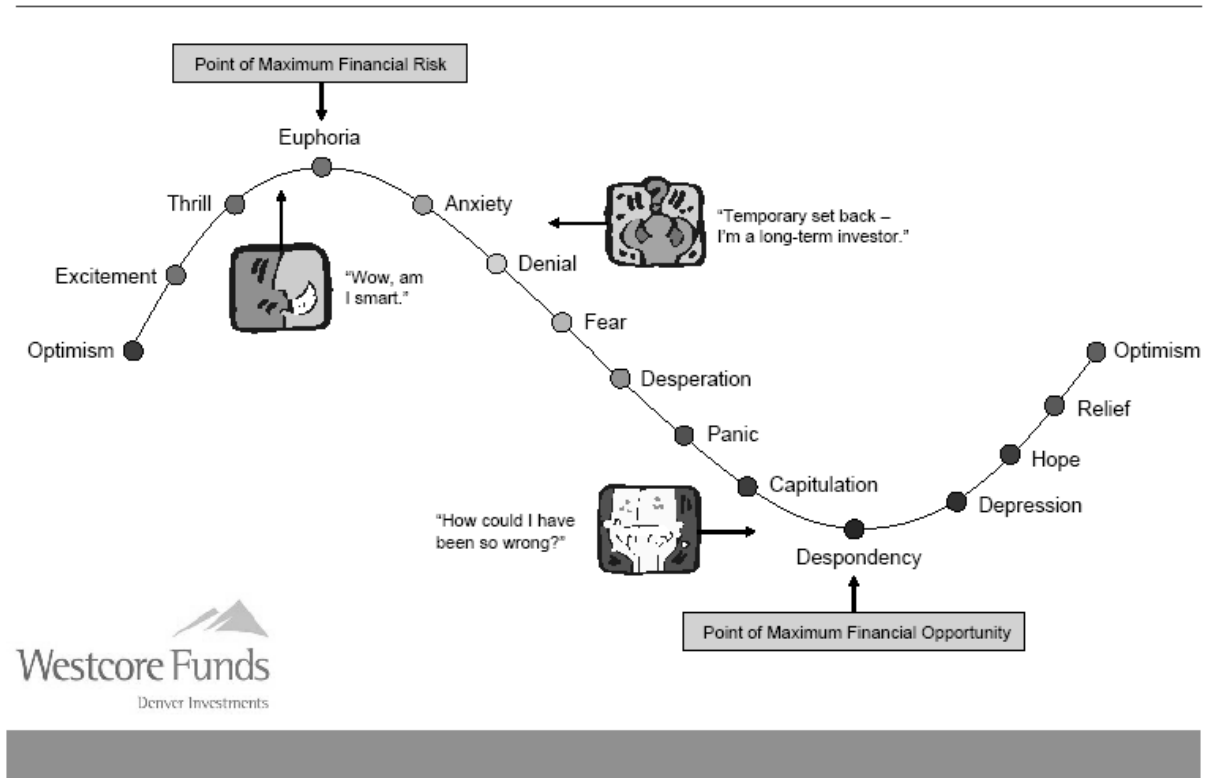 Point of Maximum Financial Risk
Euphoria
Thrill
Anxiety
"Temporary set back –
I'm a long-term investor."
Excitement
"Wow, am
I smart."
Denial
Fear
Optimism
Optimism
Desperation
Relief
Panic
Hope
Capitulation
Depression
"How could I have
been so wrong?"
Despondency
Point of Maximum Financial Opportunity
Westcore Funds
Denver Investments